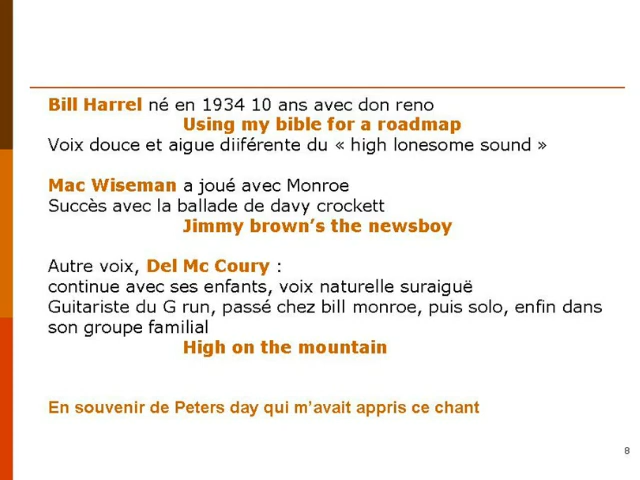 Bill Harrel né en 1934 10 ans avec don reno
Using my bible for a roadmap
Voix douce et aigue diiférente du « high lonesome sound »
Mac Wiseman a joué avec Monroe
Succès avec la ballade de davy crockett
Jimmy brown’s the newsboy
Autre voix, Del Mc Coury :
continue avec ses enfants, voix naturelle suraiguë
Guitariste du G run, passé chez bill monroe, puis solo, enfin dans
son groupe familial
High on the mountain
En souvenir de Peters day qui m’avait appris ce chant
8